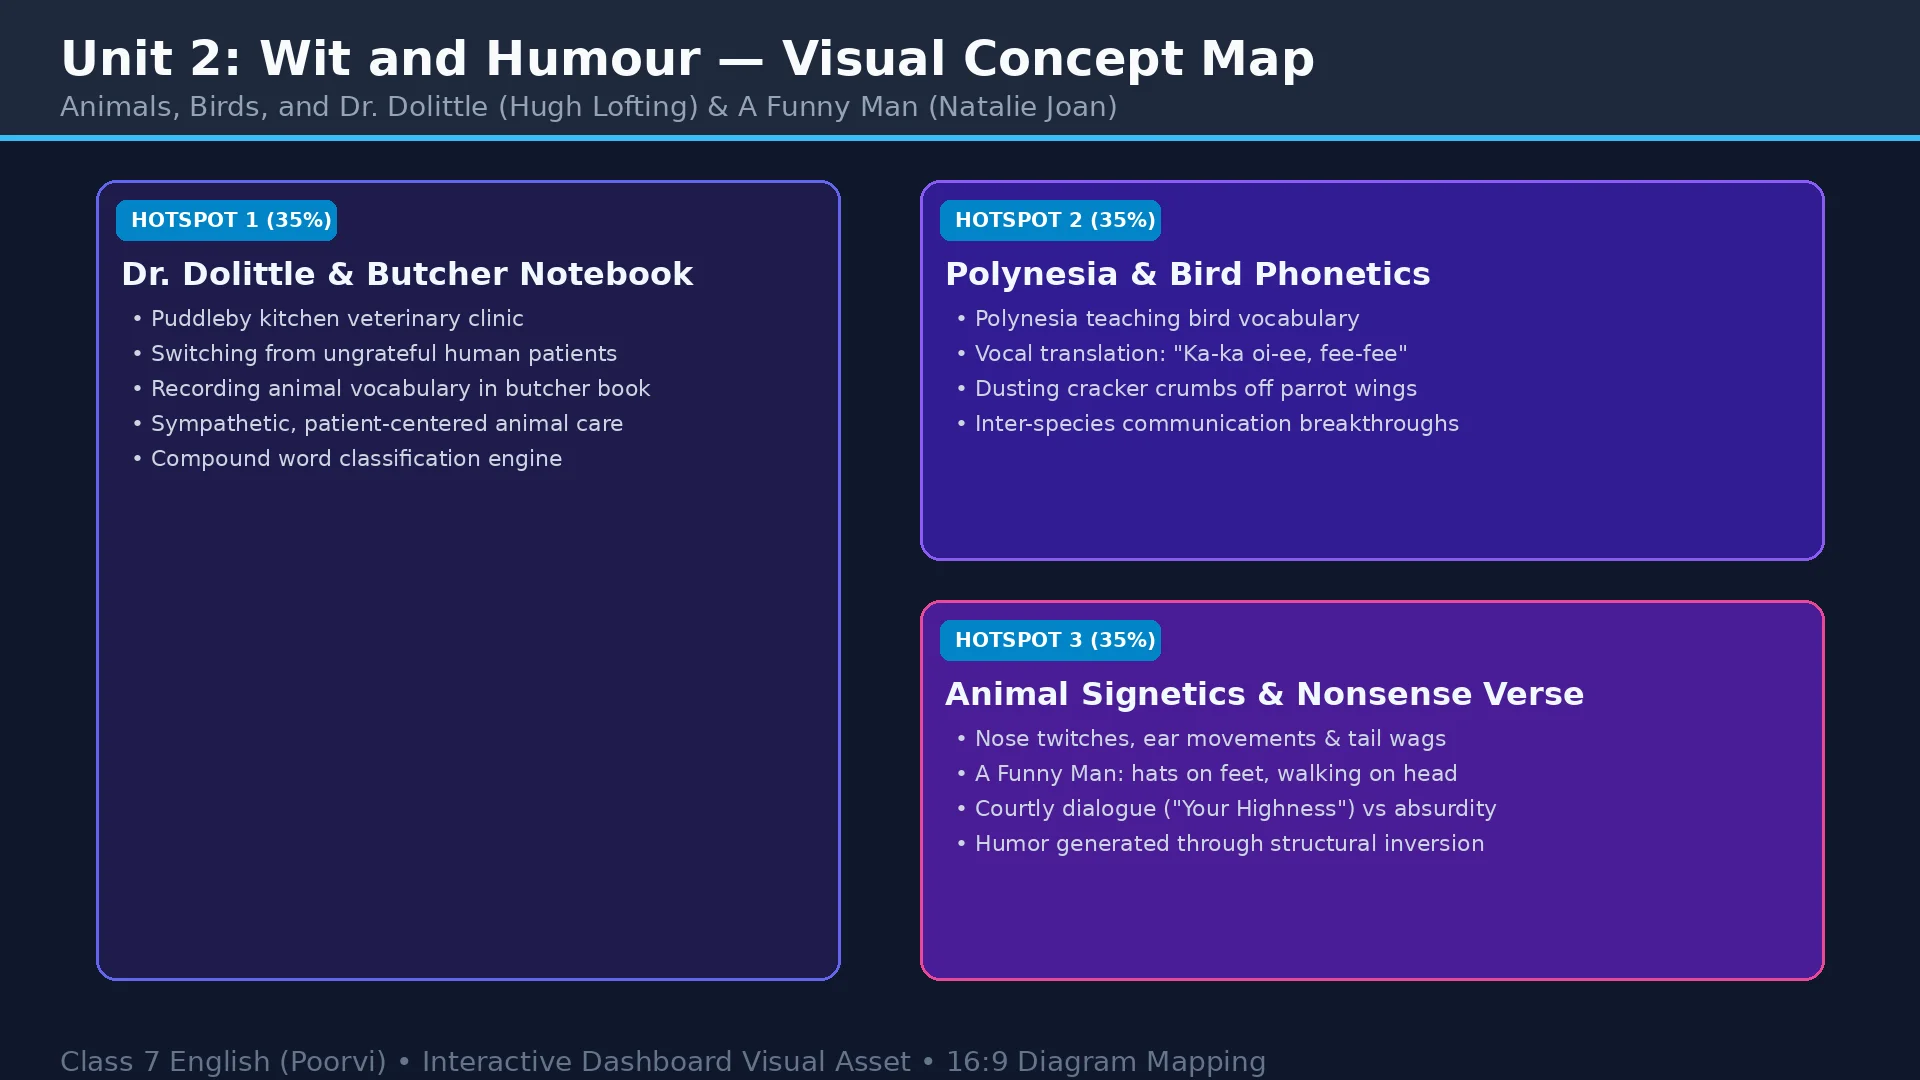 Unit 2: Wit and Humour — Visual Concept Map
Animals, Birds, and Dr. Dolittle (Hugh Lofting) & A Funny Man (Natalie Joan)
HOTSPOT 1 (35%)
Dr. Dolittle & Butcher Notebook
• Puddleby kitchen veterinary clinic
• Switching from ungrateful human patients
• Recording animal vocabulary in butcher book
• Sympathetic, patient-centered animal care
• Compound word classification engine
HOTSPOT 2 (35%)
Polynesia & Bird Phonetics
• Polynesia teaching bird vocabulary
• Vocal translation: "Ka-ka oi-ee, fee-fee"
• Dusting cracker crumbs off parrot wings
• Inter-species communication breakthroughs
HOTSPOT 3 (35%)
Animal Signetics & Nonsense Verse
• Nose twitches, ear movements & tail wags
• A Funny Man: hats on feet, walking on head
• Courtly dialogue ("Your Highness") vs absurdity
• Humor generated through structural inversion
Class 7 English (Poorvi) • Interactive Dashboard Visual Asset • 16:9 Diagram Mapping